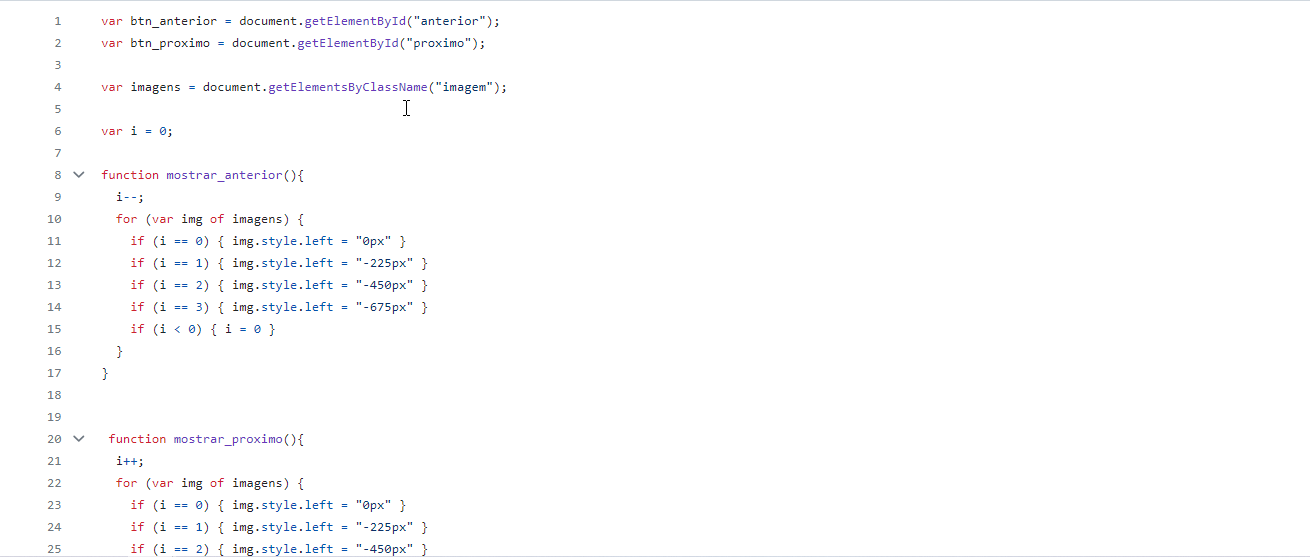 1 var btn_anterior = document.getElementById("anterior");
2 var btn_proximo = document.getElementById("proximo");
3
4 var imagens = document.getElementsByClassName("imagem");
5
6 var i = 0;
7
8 function mostrar_anterior(){
9 i--;
10 for (var img of imagens) {
11 if (i == 0) { img.style.left = "0px" }
12 if (i == 1) { img.style.left = "-225px" }
13 if (i == 2) { img.style.left = "-450px" }
14 if (i == 3) { img.style.left = "-675px" }
15 if (i < 0) { i = 0 }
16 }
17 }
18
19
20 function mostrar_proximo(){
21 i++;
22 for (var img of imagens) {
23 if (i == 0) { img.style.left = "0px" }
24 if (i == 1) { img.style.left = "-225px" }
25 if (i == 2) { img.style.left = "-450px" }